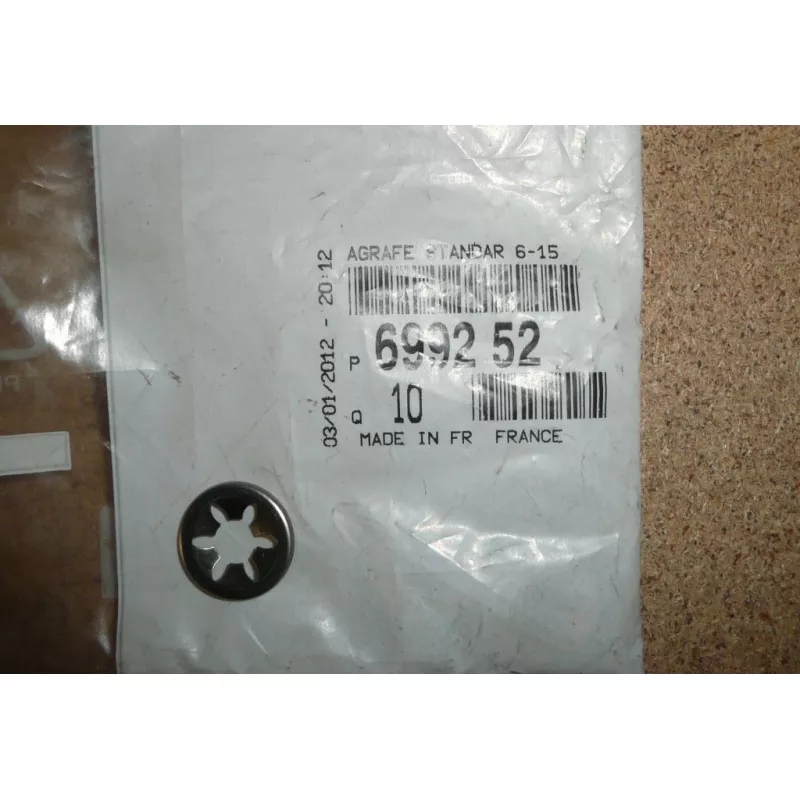 AGRAFE STANDAR 6-15
P 6992 52
Q 10
MADE IN FR FRANCE
03/01/2012 - 20:12